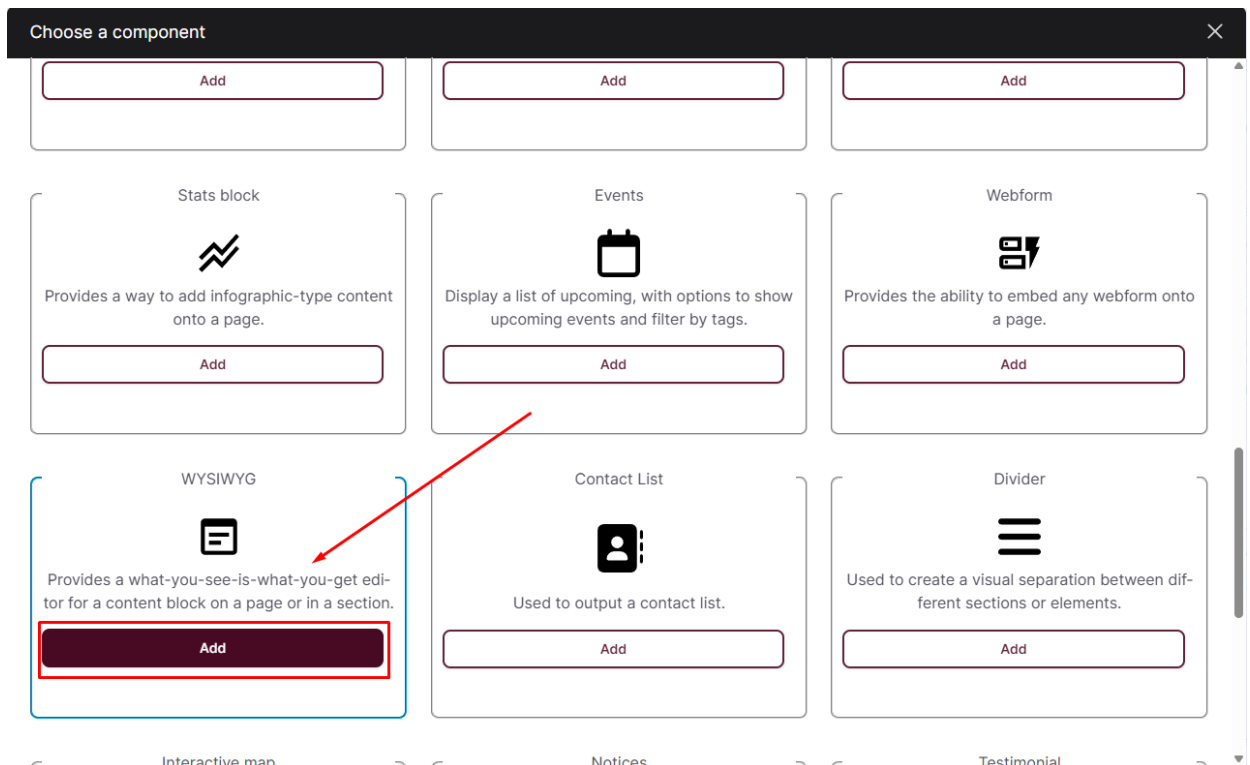 Choose a component
Add
Add
Add
Stats block
Events
Webform
Provides a way to add infographic-type content
onto a page.
Display a list of upcoming, with options to show
upcoming events and filter by tags.
Provides the ability to embed any webform onto
a page.
Add
Add
Add
WYSIWYG
Contact List
Divider
Provides a what-you-see-is-what-you-get edi-
tor for a content block on a page or in a section.
Used to output a contact list.
Used to create a visual separation between dif-
ferent sections or elements.
Add
Add
Add
Interactive map
Notices
Testimonial